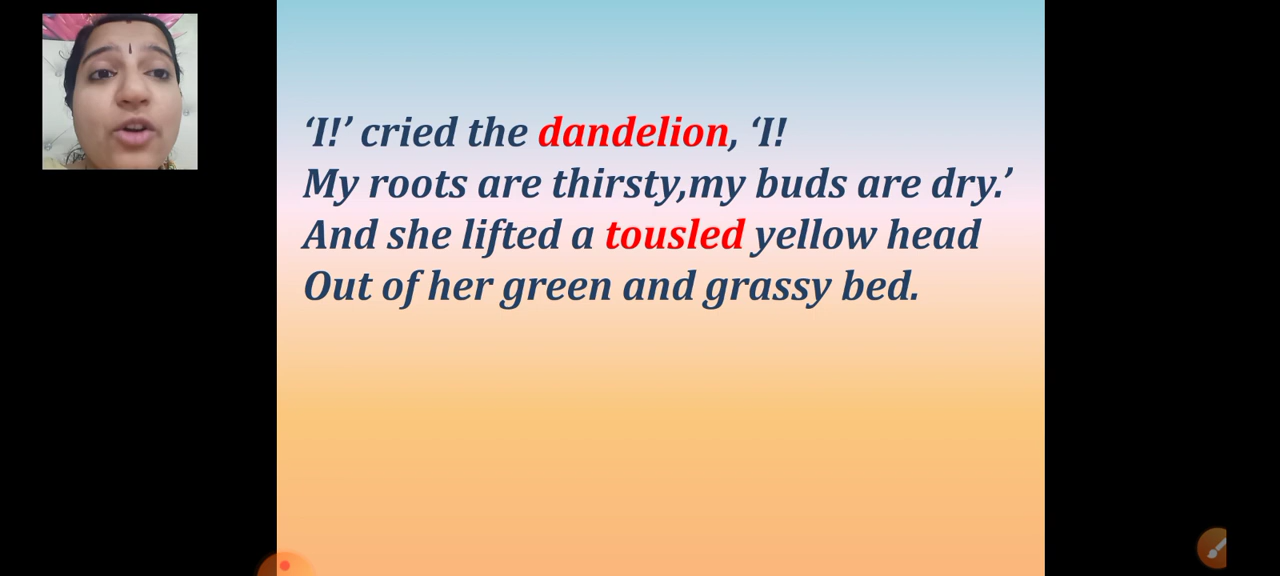 ‘I!’ cried the dandelion, ‘I!
My roots are thirsty,my buds are dry.’
And she lifted a tousled yellow head
Out of her green and grassy bed.